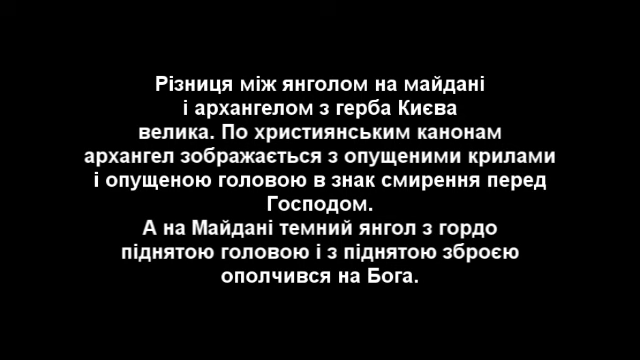 Різниця між янголом на майдані
і архангелом з герба Києва
велика. По християнським канонам
архангел зображається з опущеними крилами
і опущеною головою в знак смирення перед
Господом.
А на Майдані темний янгол з гордо
піднятою головою і з піднятою зброєю
ополчився на Бога.